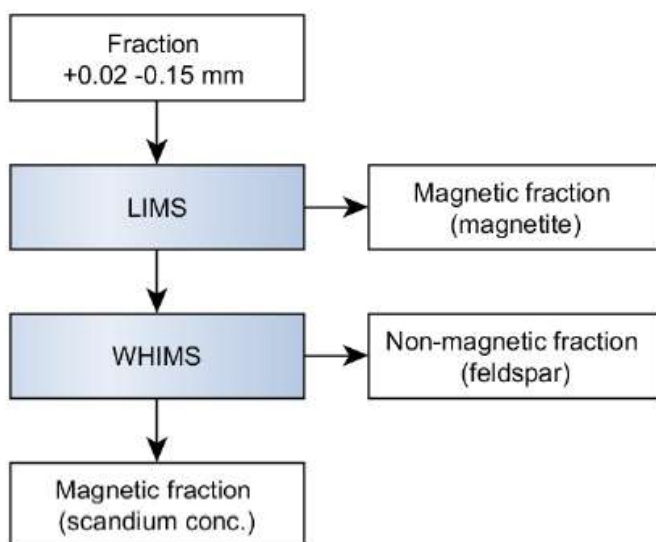 Fraction
+0.02 -0.15 mm
LIMS
Magnetic fraction
(magnetite)
WHIMS
Non-magnetic fraction
(feldspar)
Magnetic fraction
(scandium conc.)